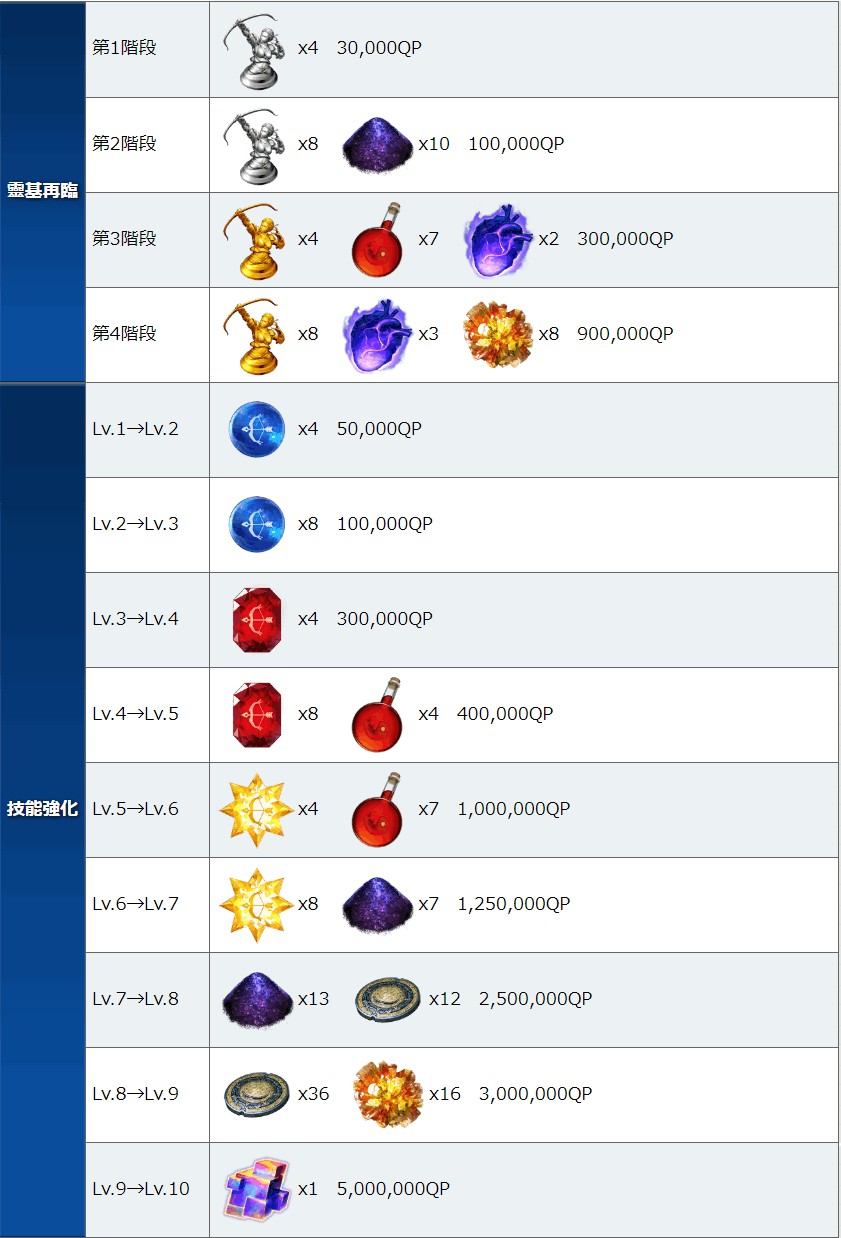 靈基再臨
第1階段 x4 30,000QP
第2階段 x8 x10 100,000QP
第3階段 x4 x7 x2 300,000QP
第4階段 x8 x3 x8 900,000QP
技能強化
Lv.1→Lv.2 x4 50,000QP
Lv.2→Lv.3 x8 100,000QP
Lv.3→Lv.4 x4 300,000QP
Lv.4→Lv.5 x8 x4 400,000QP
Lv.5→Lv.6 x4 x7 1,000,000QP
Lv.6→Lv.7 x8 x7 1,250,000QP
Lv.7→Lv.8 x13 x12 2,500,000QP
Lv.8→Lv.9 x36 x16 3,000,000QP
Lv.9→Lv.10 x1 5,000,000QP